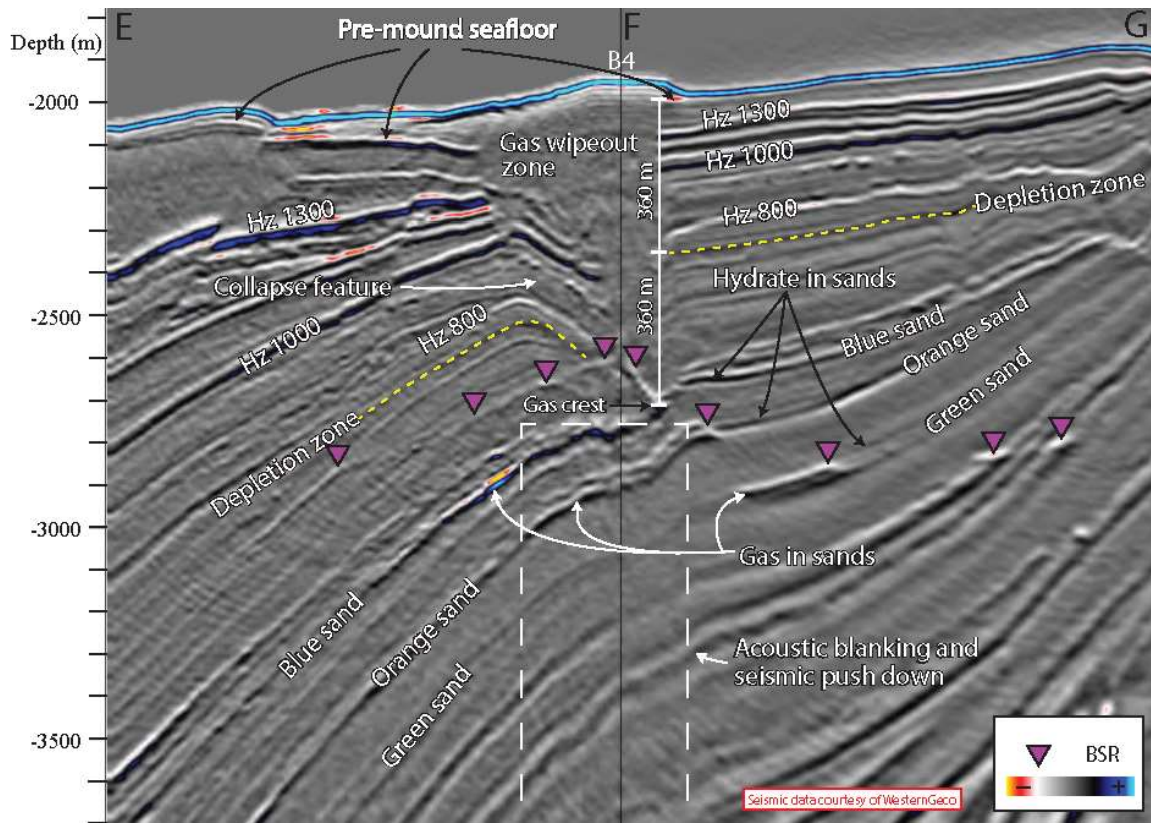 E
F
G
Depth (m)
Pre-mound seafloor
B4
-2000
Hz 1300
Gas wipeout
zone
Hz 1000
360 m
Hz 1300
Hz 800
Depletion zone
Collapse feature
Hydrate in sands
360 m
-2500
Hz 1000
Hz 800
Blue sand
Orange sand
Gas crest
Green sand
Depletion zone
-3000
Gas in sands
Blue sand
Orange sand
Green sand
Acoustic blanking and
seismic push down
-3500
BSR
- +
Seismic data courtesy of WesternGeco